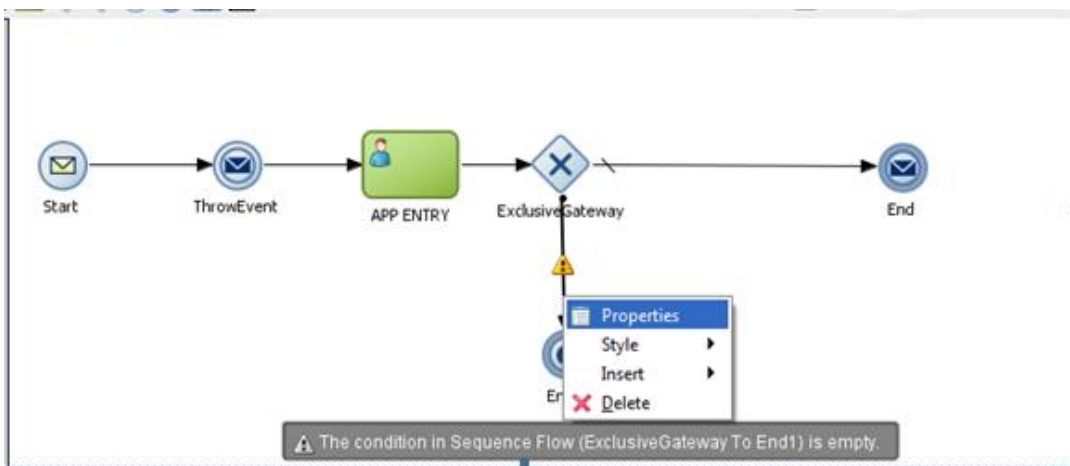 Start
ThrowEvent
APP ENTRY
ExclusiveGateway
End
Properties
Style
Insert
Delete
The condition in Sequence Flow (ExclusiveGateway To End1) is empty.